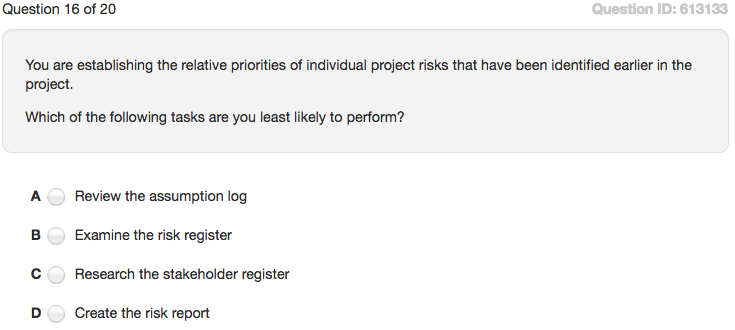 Question 16 of 20
Question ID: 613133
You are establishing the relative priorities of individual project risks that have been identified earlier in the
project.
Which of the following tasks are you least likely to perform?
A Review the assumption log
B Examine the risk register
C Research the stakeholder register
D Create the risk report